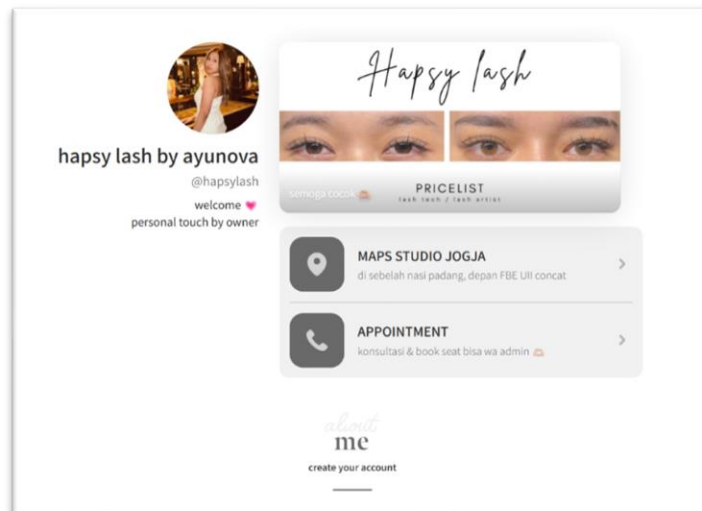 hapsy lash by ayunova
@hapsylash
welcome 💗
personal touch by owner
Hapsy lash
semoga cocok 🫶🏼
PRICELIST
lash tech / lash artist
MAPS STUDIO JOGJA
di sebelah nasi padang, depan FBE UII concat
APPOINTMENT
konsultasi & book seat bisa wa admin 🫶🏼
about
me
create your account